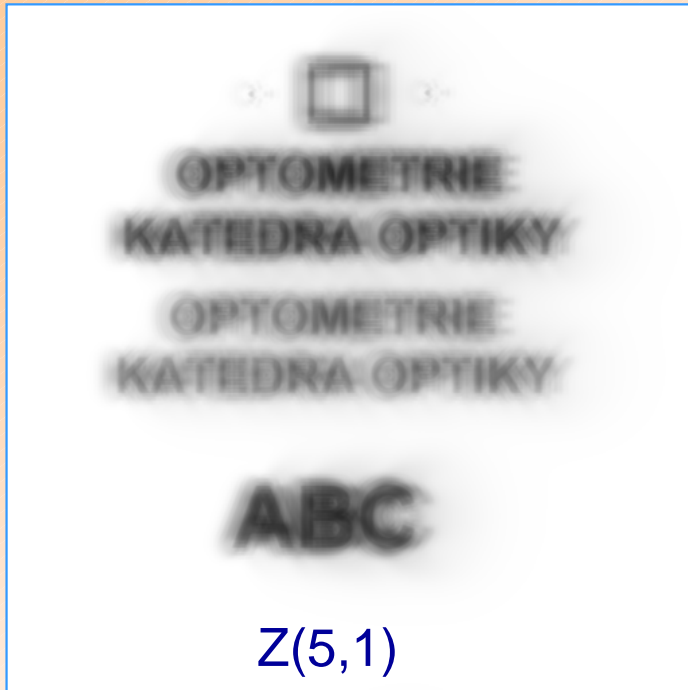 OPTOMETRIE
KATEDRA OPTIKY
OPTOMETRIE
KATEDRA OPTIKY
ABC
Z(5,1)